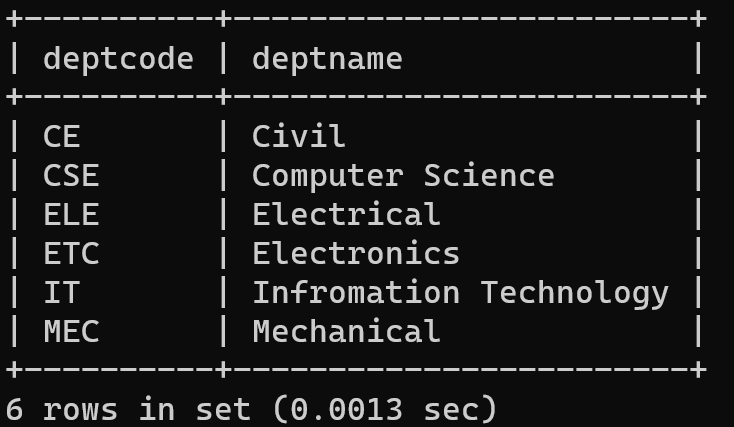 +----------+------------------------+
| deptcode | deptname               |
+----------+------------------------+
| CE       | Civil                  |
| CSE      | Computer Science       |
| ELE      | Electrical             |
| ETC      | Electronics            |
| IT       | Infromation Technology |
| MEC      | Mechanical             |
+----------+------------------------+
6 rows in set (0.0013 sec)